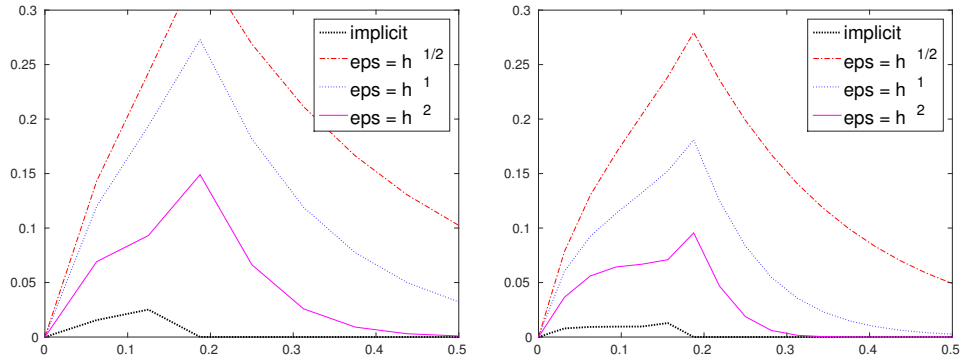 0.3
0.25
0.2
0.15
0.1
0.05
0
0 0.1 0.2 0.3 0.4 0.5
implicit
eps = h 1/2
eps = h 1
eps = h 2
0.3
0.25
0.2
0.15
0.1
0.05
0
0 0.1 0.2 0.3 0.4 0.5
implicit
eps = h 1/2
eps = h 1
eps = h 2